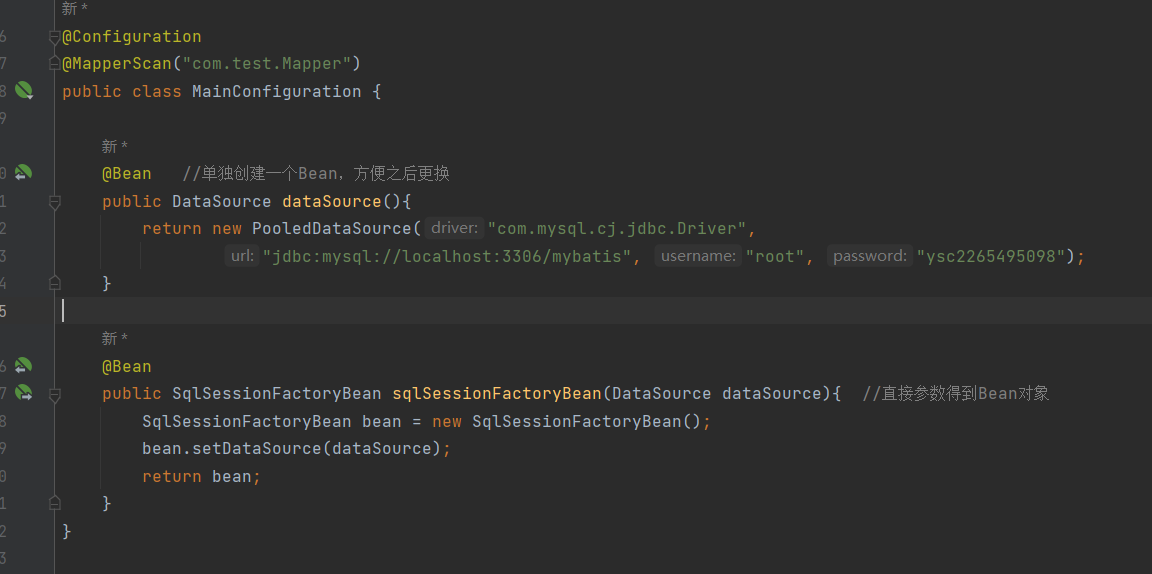 新 *
6 @Configuration
7 @MapperScan("com.test.Mapper")
8 public class MainConfiguration {
9
新 *
0 @Bean //单独创建一个Bean，方便之后更换
1 public DataSource dataSource(){
2 return new PooledDataSource( driver: "com.mysql.cj.jdbc.Driver",
3 url: "jdbc:mysql://localhost:3306/mybatis", username: "root", password: "ysc2265495098");
4 }
5
新 *
6 @Bean
7 public SqlSessionFactoryBean sqlSessionFactoryBean(DataSource dataSource){ //直接参数得到Bean对象
8 SqlSessionFactoryBean bean = new SqlSessionFactoryBean();
9 bean.setDataSource(dataSource);
0 return bean;
1 }
2 }
3